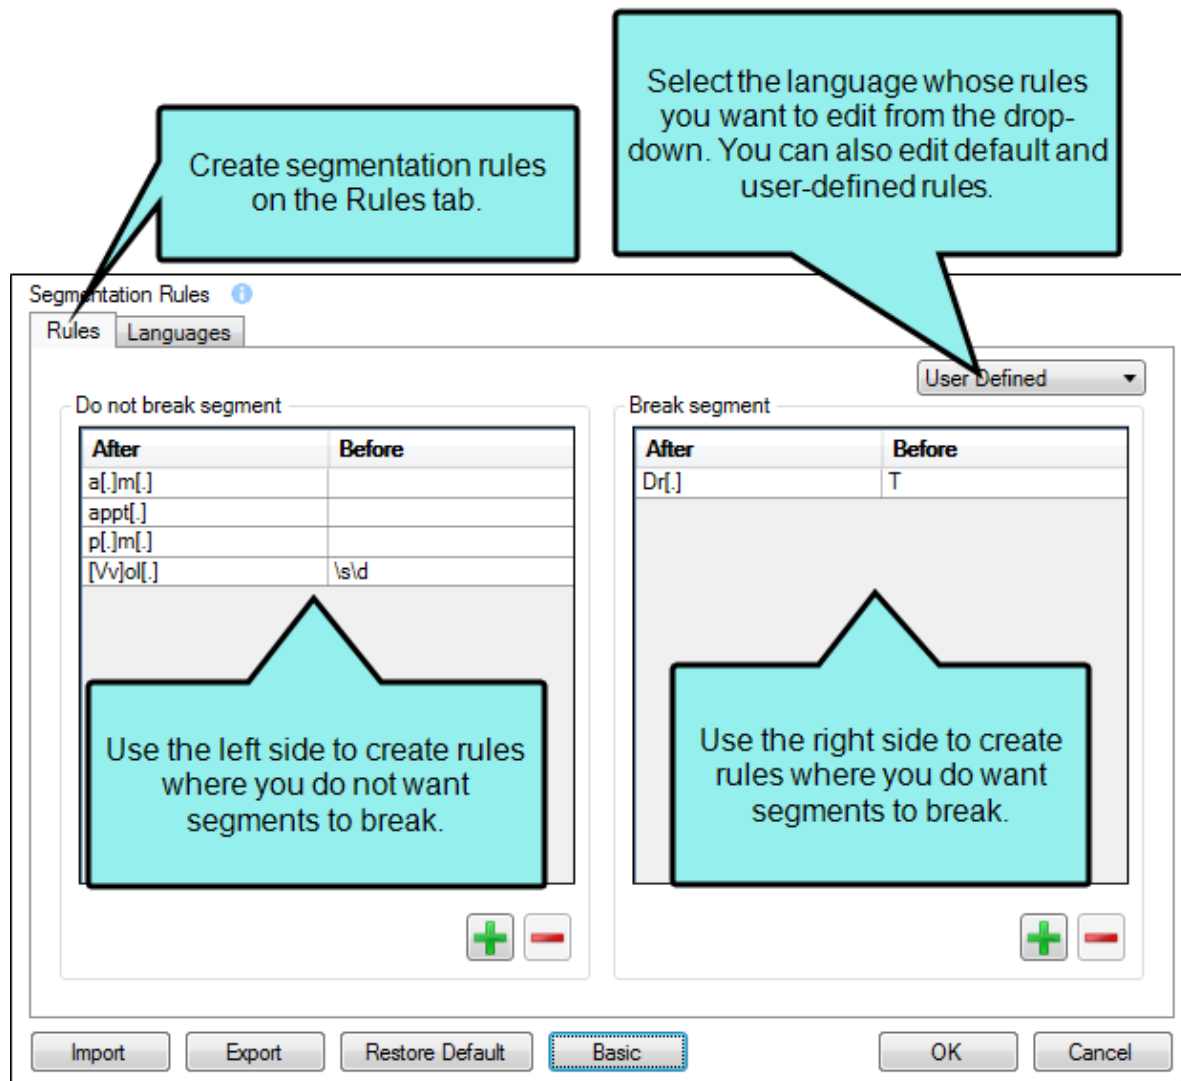 Select the language whose rules
you want to edit from the drop-
down. You can also edit default and
user-defined rules.
Create segmentation rules
on the Rules tab.
Segmentation Rules
Rules Languages
User Defined
Do not break segment
After Before
a[.]m[.]
appt[.]
p[.]m[.]
[Vv]ol[.] \s\d
Use the left side to create rules
where you do not want
segments to break.
Break segment
After Before
Dr[.] T
Use the right side to create
rules where you do want
segments to break.
Import Export Restore Default Basic OK Cancel